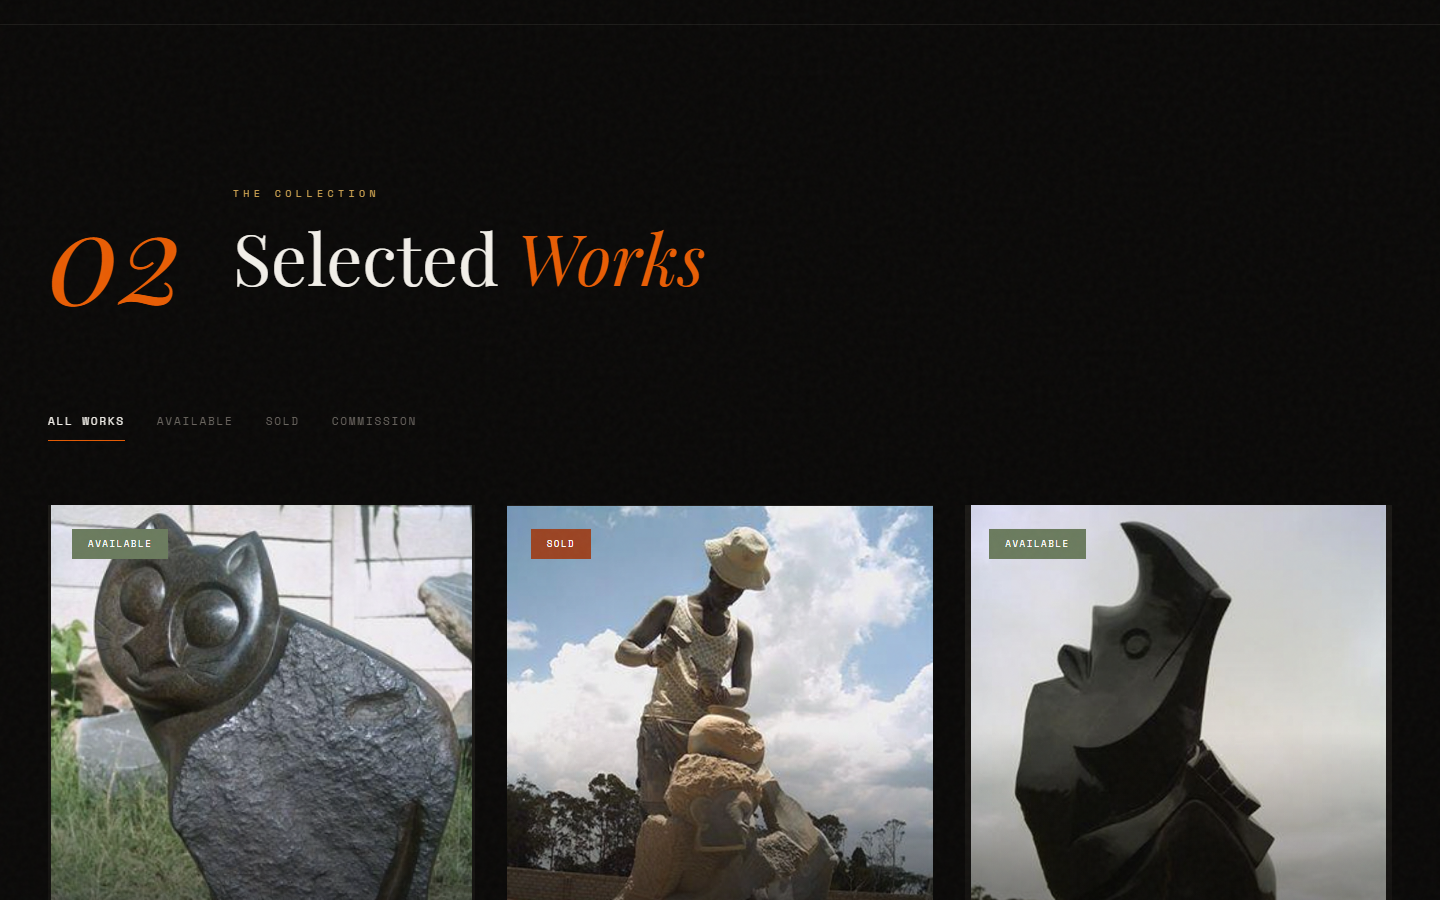 THE COLLECTION
02
Selected Works
ALL WORKS AVAILABLE SOLD COMMISSION
AVAILABLE
SOLD
AVAILABLE